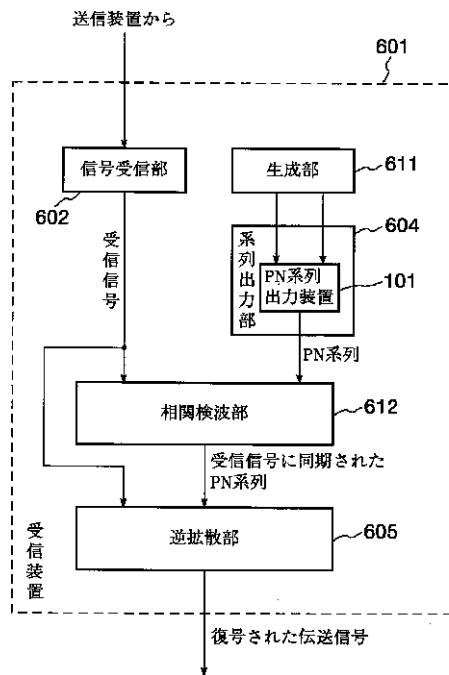 送信装置から
601
信号受信部
602
生成部
611
604
系列出力部
PN系列
出力装置
101
受信信号
PN系列
相関検波部
612
受信信号に同期された
PN系列
逆拡散部
605
受信装置
復号された伝送信号